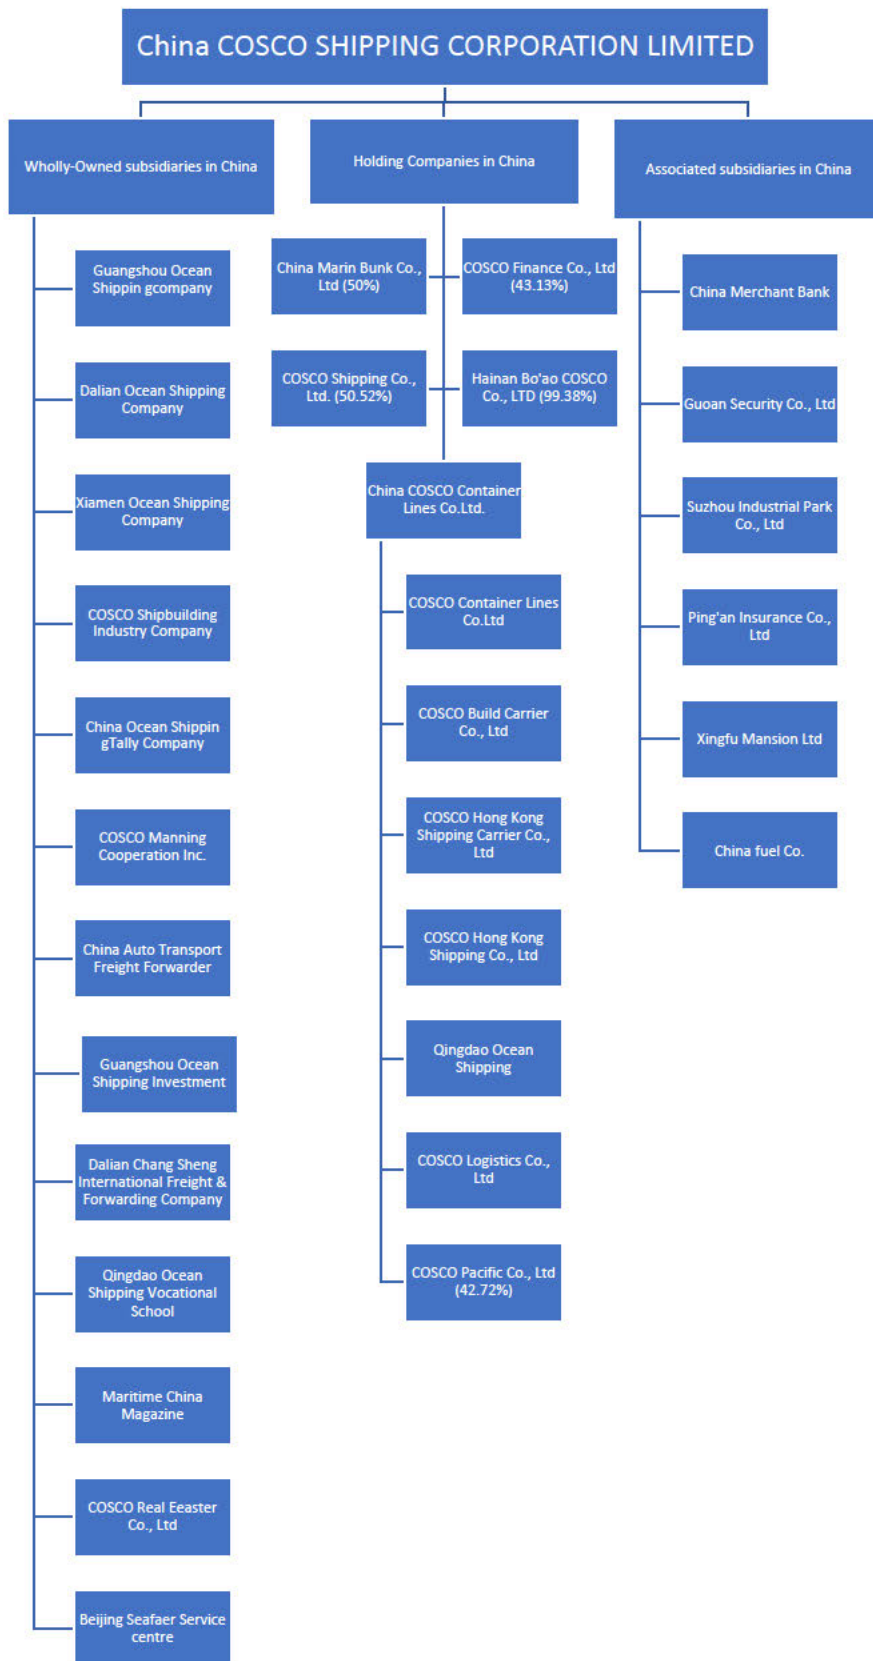 China COSCO SHIPPING CORPORATION LIMITED
Wholly-Owned subsidiaries in China
Guangshou Ocean
Shippin gcompany
Dalian Ocean Shipping
Company
Xiamen Ocean Shipping
Company
COSCO Shipbuilding
Industry Company
China Ocean Shippin
gTally Company
COSCO Manning
Cooperation Inc.
China Auto Transport
Freight Forwarder
Guangshou Ocean
Shipping Investment
Dalian Chang Sheng
International Freight &
Forwarding Company
Qingdao Ocean
Shipping Vocational
School
Maritime China
Magazine
COSCO Real Eeaster
Co., Ltd
Beijing Seafaer Service
centre
Holding Companies in China
China Marin Bunk Co.,
Ltd (50%)
COSCO Finance Co., Ltd
(43.13%)
COSCO Shipping Co.,
Ltd. (50.52%)
Hainan Bo'ao COSCO
Co., LTD (99.38%)
China COSCO Container
Lines Co.Ltd.
COSCO Container Lines
Co.Ltd
COSCO Build Carrier
Co., Ltd
COSCO Hong Kong
Shipping Carrier Co.,
Ltd
COSCO Hong Kong
Shipping Co., Ltd
Qingdao Ocean
Shipping
COSCO Logistics Co.,
Ltd
COSCO Pacific Co., Ltd
(42.72%)
Associated subsidiaries in China
China Merchant Bank
Guoan Security Co., Ltd
Suzhou Industrial Park
Co., Ltd
Ping'an Insurance Co.,
Ltd
Xingfu Mansion Ltd
China fuel Co.